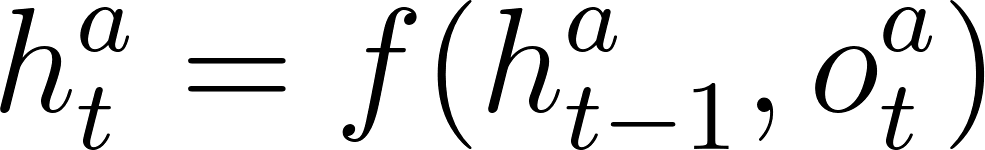 h_t^a = f(h_{t-1}^a, o_t^a)